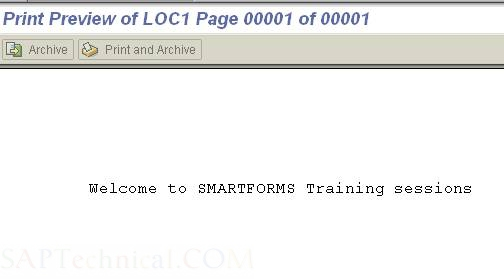 Print Preview of LOC1 Page 00001 of 00001
Archive Print and Archive
Welcome to SMARTFORMS Training sessions
SAPTechnical.COM